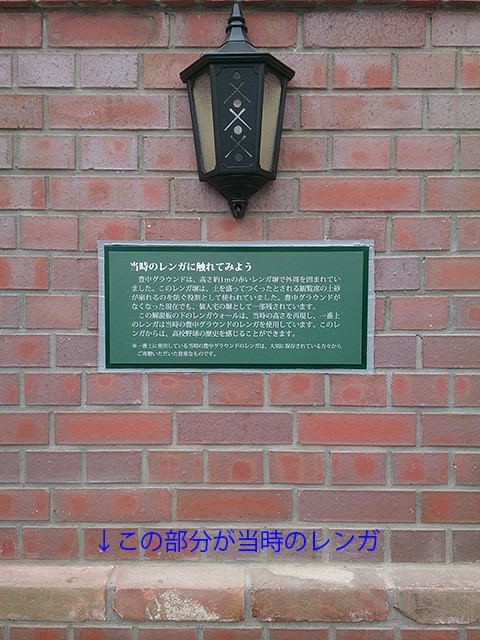 当時のレンガに触れてみよう
豊中グラウンドは、高さ約1mの赤いレンガ塀で外周を囲まれてい
ました。このレンガ塀は、土を盛ってつくったとされる観覧席の土砂
が崩れるのを防ぐ役割として使われていました。豊中グラウンドが
なくなった現在でも、個人宅の塀として一部残されています。
この解説板の下のレンガウォールは、当時の高さを再現し、一番上
のレンガは当時の豊中グラウンドのレンガを使用しています。このレ
ンガからは、高校野球の歴史を感じることができます。
※一番上に使用している当時の豊中グラウンドのレンガは、大切に保存されている方々から
ご寄贈いただいた貴重なものです。
↓この部分が当時のレンガ